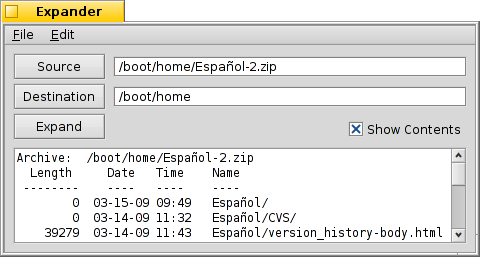 Expander
File Edit
Source /boot/home/Español-2.zip
Destination /boot/home
Expand Show Contents
Archive: /boot/home/Español-2.zip
Length Date Time Name
-------- ---- ---- ----
0 03-15-09 09:49 Español/
0 03-14-09 11:32 Español/CVS/
39279 03-14-09 11:43 Español/version_history-body.html